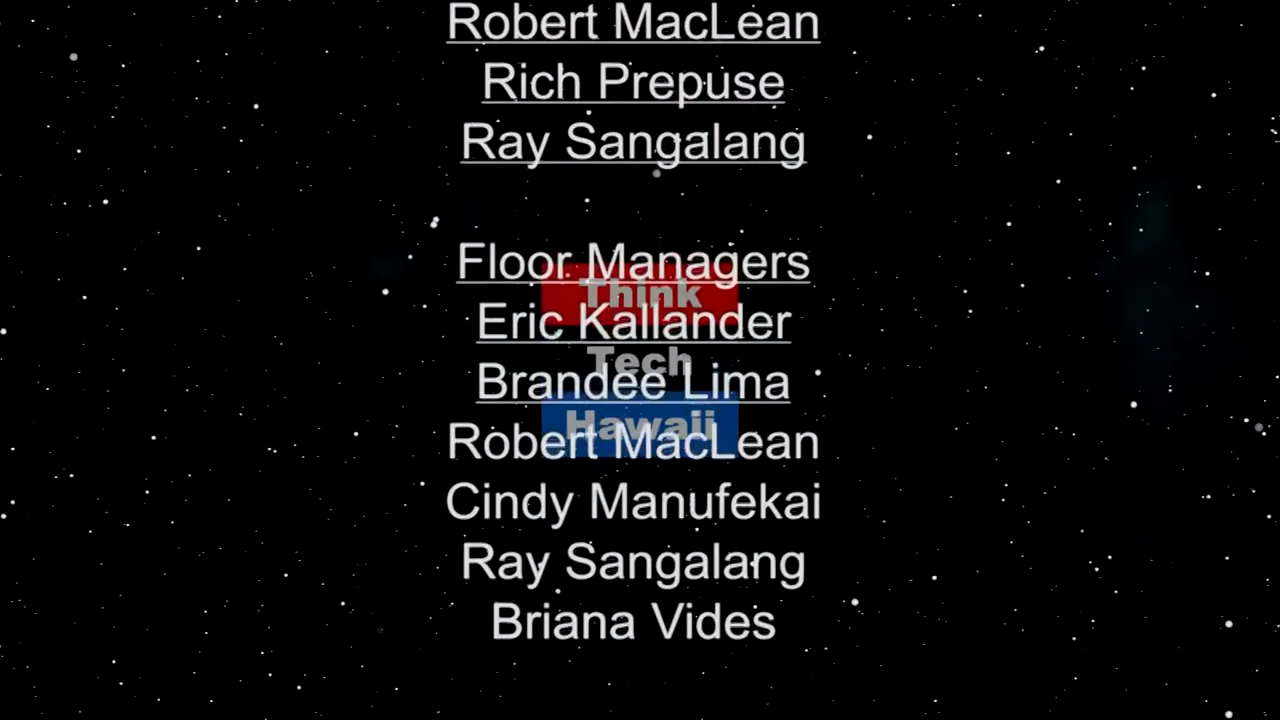 Robert MacLean
Rich Prepuse
Ray Sangalang
Floor Managers
Think
Eric Kallander
Tech
Brandee Lima
Hawaii
Robert MacLean
Cindy Manufekai
Ray Sangalang
Briana Vides